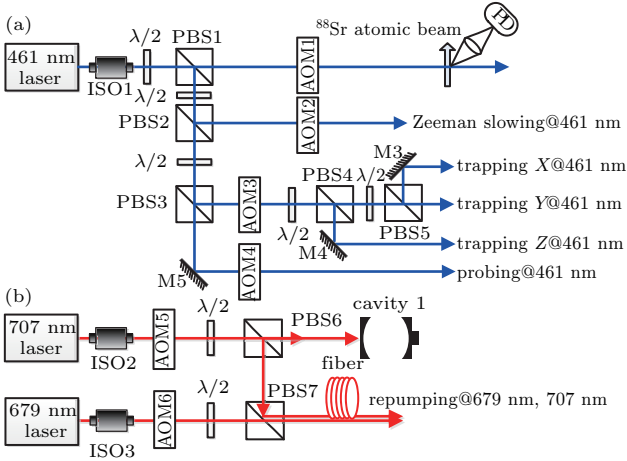 (a)
λ/2
PBS1
⁸⁸Sr atomic beam
PD
461 nm
laser
ISO1
AOM1
λ/2
PBS2
AOM2
Zeeman slowing@461 nm
λ/2
PBS3
AOM3
λ/2
PBS4
λ/2
M3
PBS5
trapping X@461 nm
trapping Y@461 nm
M4
trapping Z@461 nm
M5
AOM4
probing@461 nm
(b)
707 nm
laser
ISO2
AOM5
λ/2
PBS6
cavity 1
679 nm
laser
ISO3
AOM6
λ/2
PBS7
fiber
repumping@679 nm, 707 nm